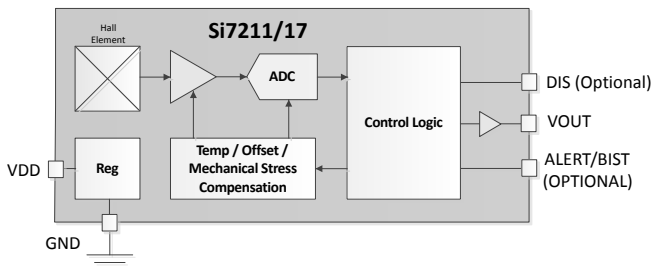 Si7211/17
Hall
Element
ADC
Control Logic
DIS (Optional)
VOUT
ALERT/BIST
(OPTIONAL)
Temp / Offset /
Mechanical Stress
Compensation
VDD
Reg
GND